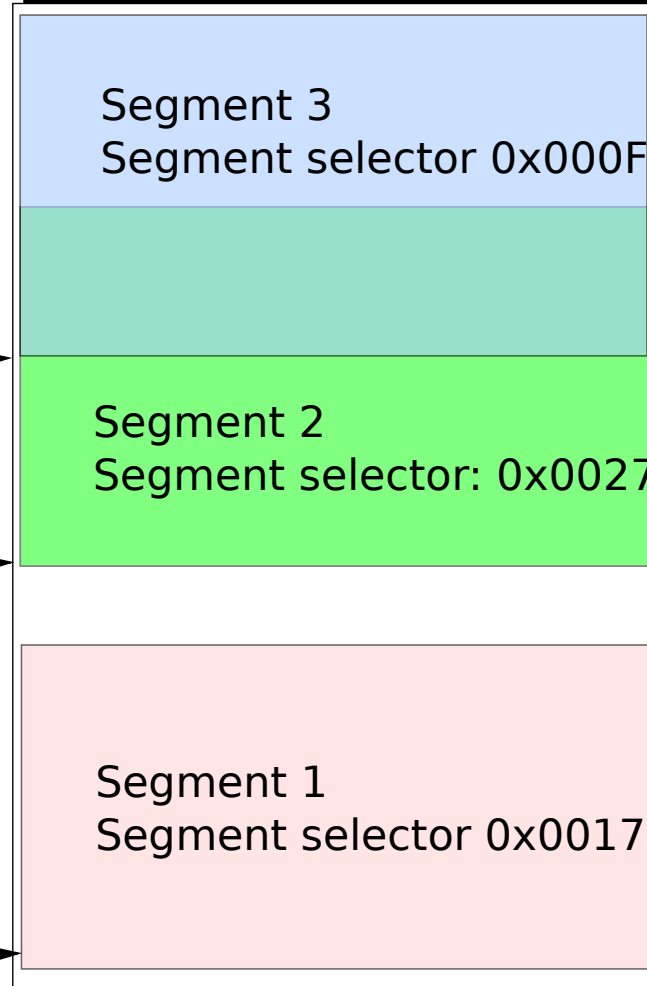 Segment 3
Segment selector 0x000F
Segment 2
Segment selector: 0x0027
Segment 1
Segment selector 0x0017